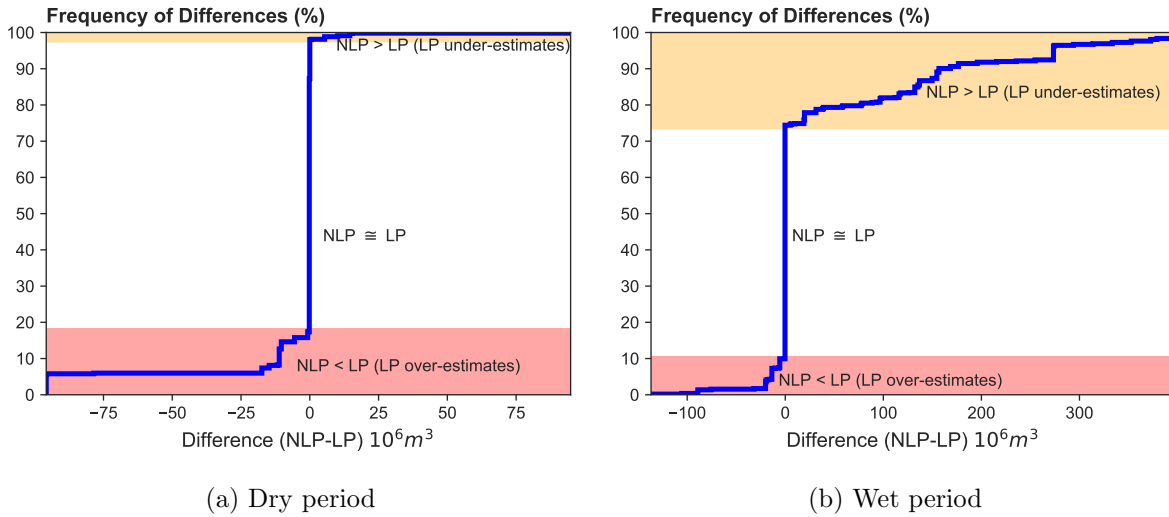 Frequency of Differences (%)
100
90
80
70
60
50
40
30
20
10
0
NLP > LP (LP under-estimates)
NLP ≅ LP
NLP < LP (LP over-estimates)
−75
−50
−25
0
25
50
75
Difference (NLP-LP) 10⁶m³
(a) Dry period
Frequency of Differences (%)
100
90
80
70
60
50
40
30
20
10
0
NLP > LP (LP under-estimates)
NLP ≅ LP
NLP < LP (LP over-estimates)
−100
0
100
200
300
Difference (NLP-LP) 10⁶m³
(b) Wet period